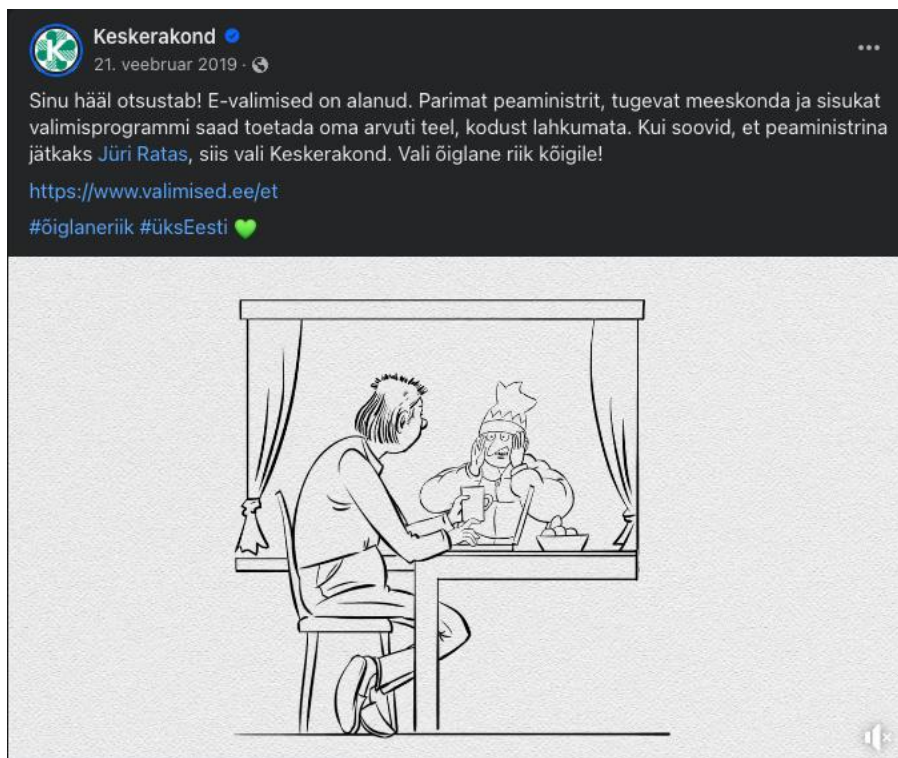 Keskerakond
21. veebruar 2019 ·
Sinu hääl otsustab! E-valimised on alanud. Parimat peaministrit, tugevat meeskonda ja sisukat
valimisprogrammi saad toetada oma arvuti teel, kodust lahkumata. Kui soovid, et peaministrina
jätkaks Jüri Ratas, siis vali Keskerakond. Vali õiglane riik kõigile!
https://www.valimised.ee/et
#õiglaneriik #üksEesti 💚